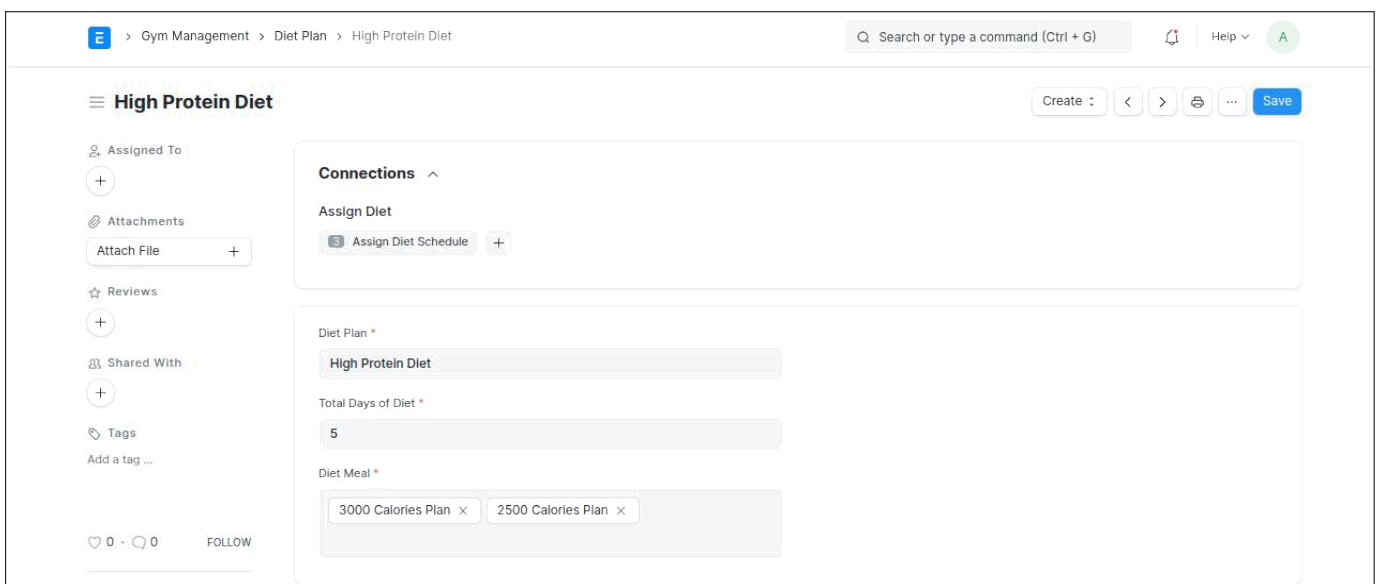 E > Gym Management > Diet Plan > High Protein Diet
Search or type a command (Ctrl + G)
Help
A
High Protein Diet
Create
...
Save
Assigned To
+
Attachments
Attach File +
Reviews
+
Shared With
+
Tags
Add a tag ...
0 · 0 FOLLOW
Connections
Assign Diet
3 Assign Diet Schedule +
Diet Plan *
High Protein Diet
Total Days of Diet *
5
Diet Meal *
3000 Calories Plan × 2500 Calories Plan ×